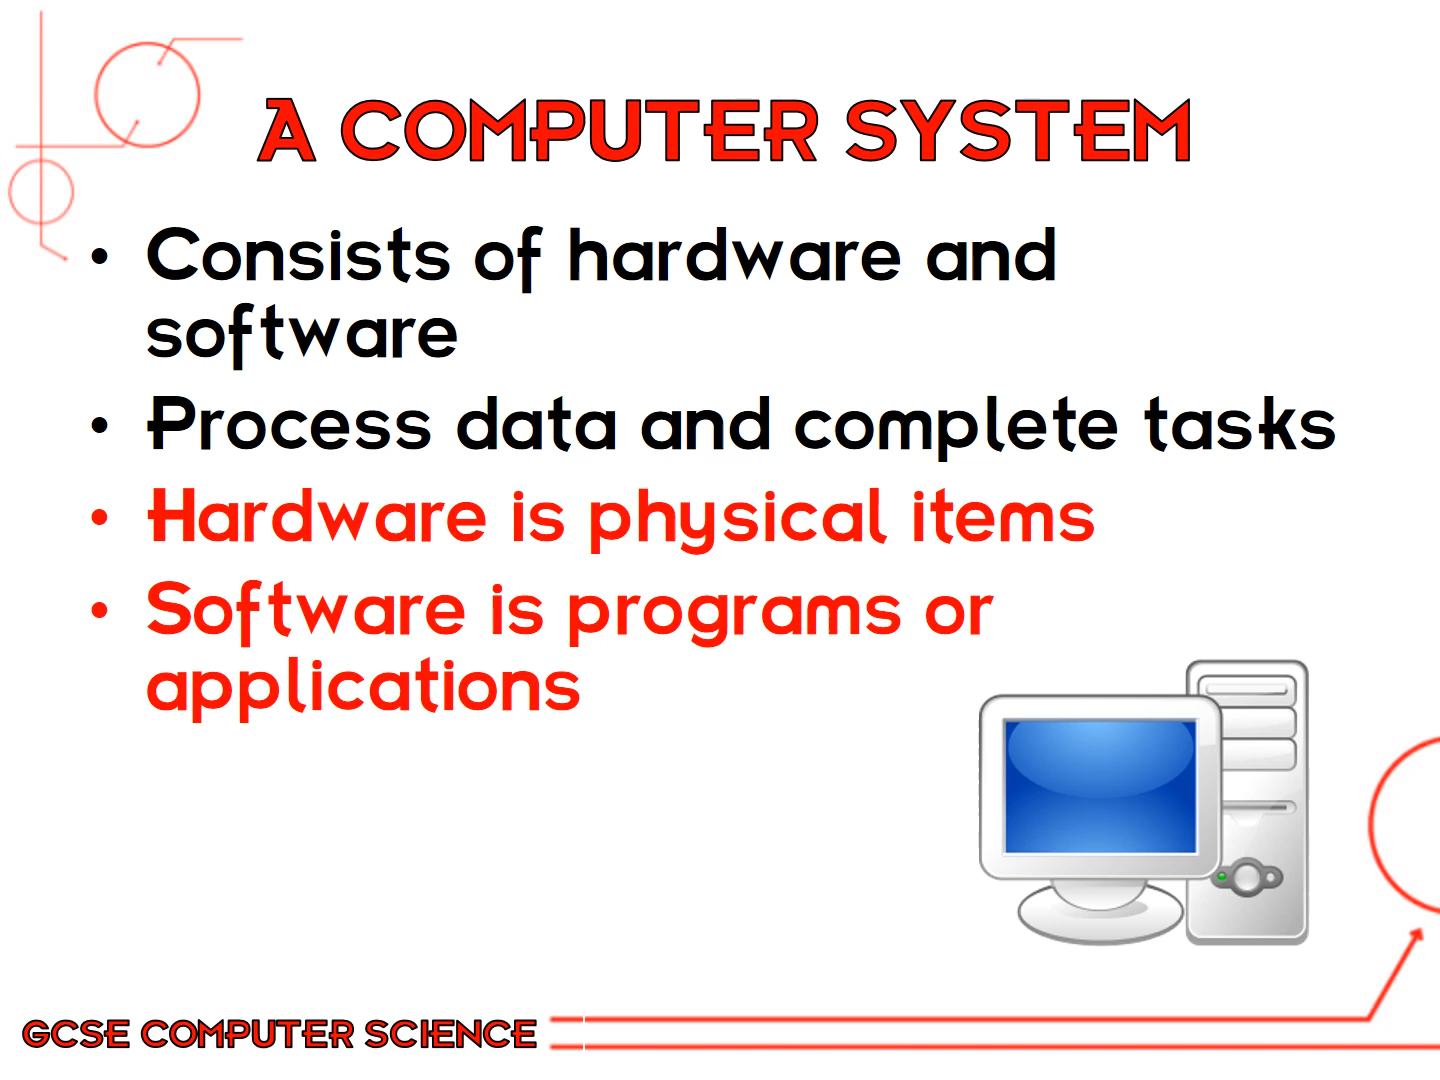 A COMPUTER SYSTEM
• Consists of hardware and
software
• Process data and complete tasks
• Hardware is physical items
• Software is programs or
applications
GCSE COMPUTER SCIENCE